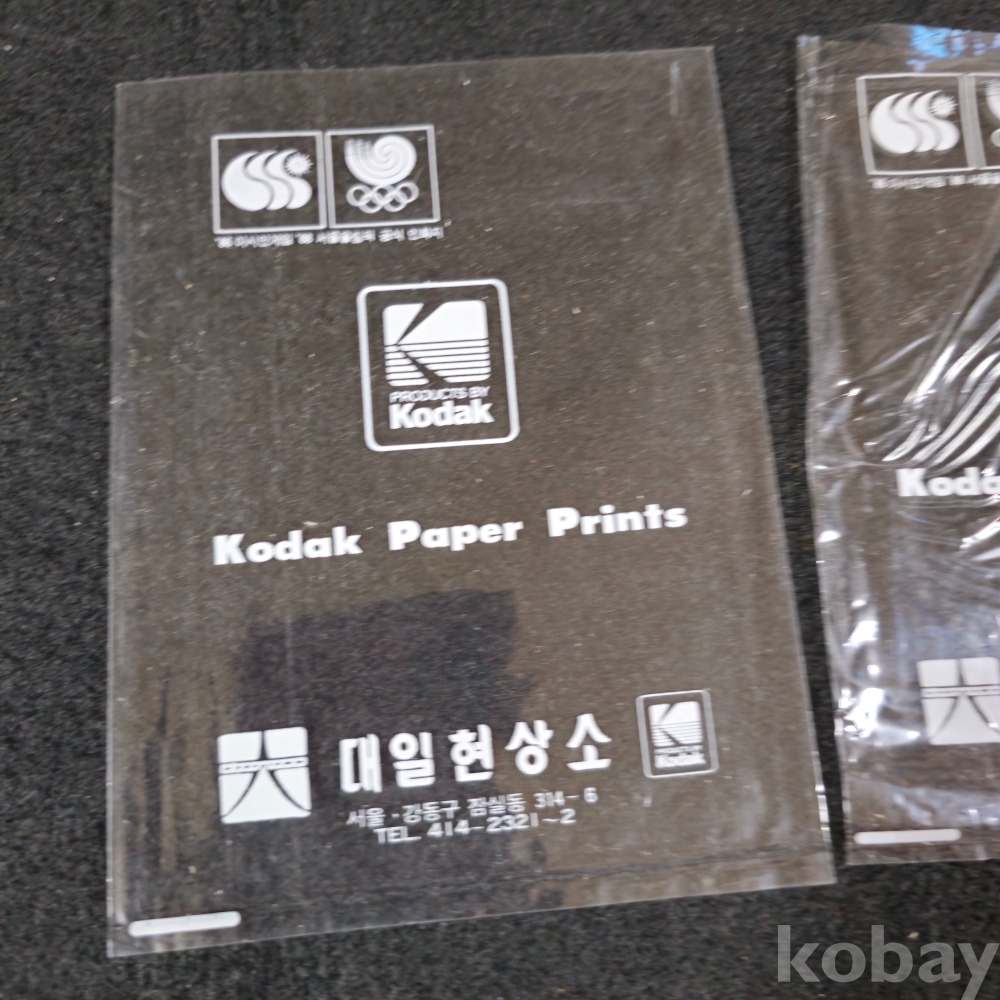 '86 아시안게임 '88 서울올림픽 공식 인화지
PRODUCTS BY
Kodak
Kodak Paper Prints
대일현상소
PRODUCTS BY
Kodak
서울·강동구 잠실동 314-6
TEL. 414-2321~2
kobay